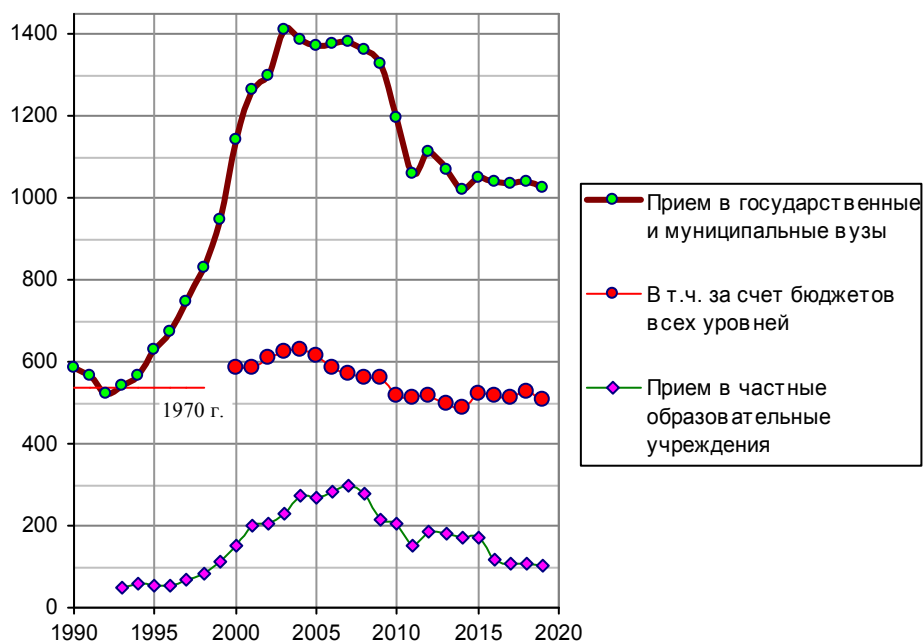 1400
1200
1000
800
600
400
200
0
1970 г.
1990 1995 2000 2005 2010 2015 2020
Прием в государственные
и муниципальные вузы
В т.ч. за счет бюджетов
всех уровней
Прием в частные
образовательные
учреждения